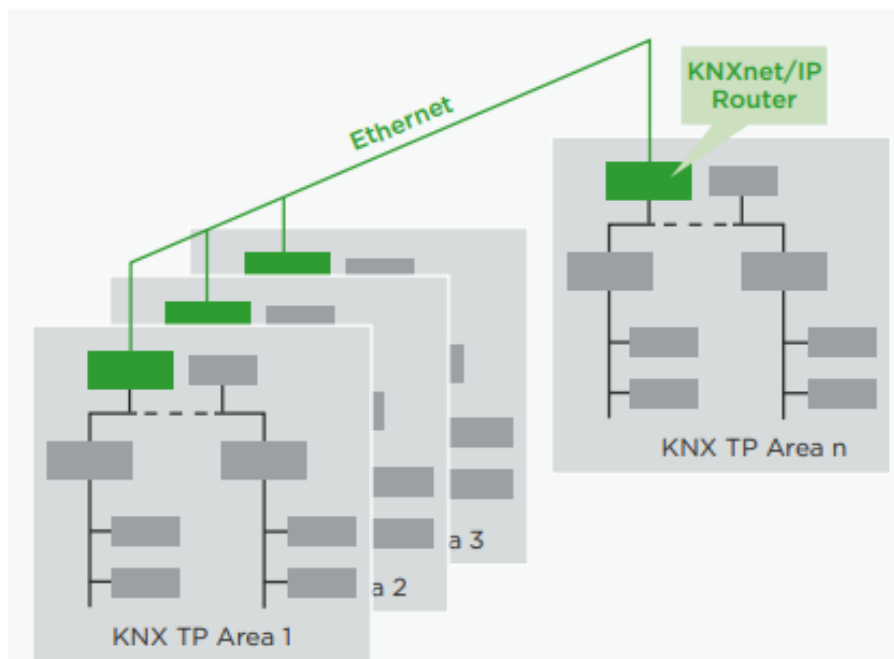 KNXnet/IP
Router
Ethernet
KNX TP Area n
a 3
a 2
KNX TP Area 1